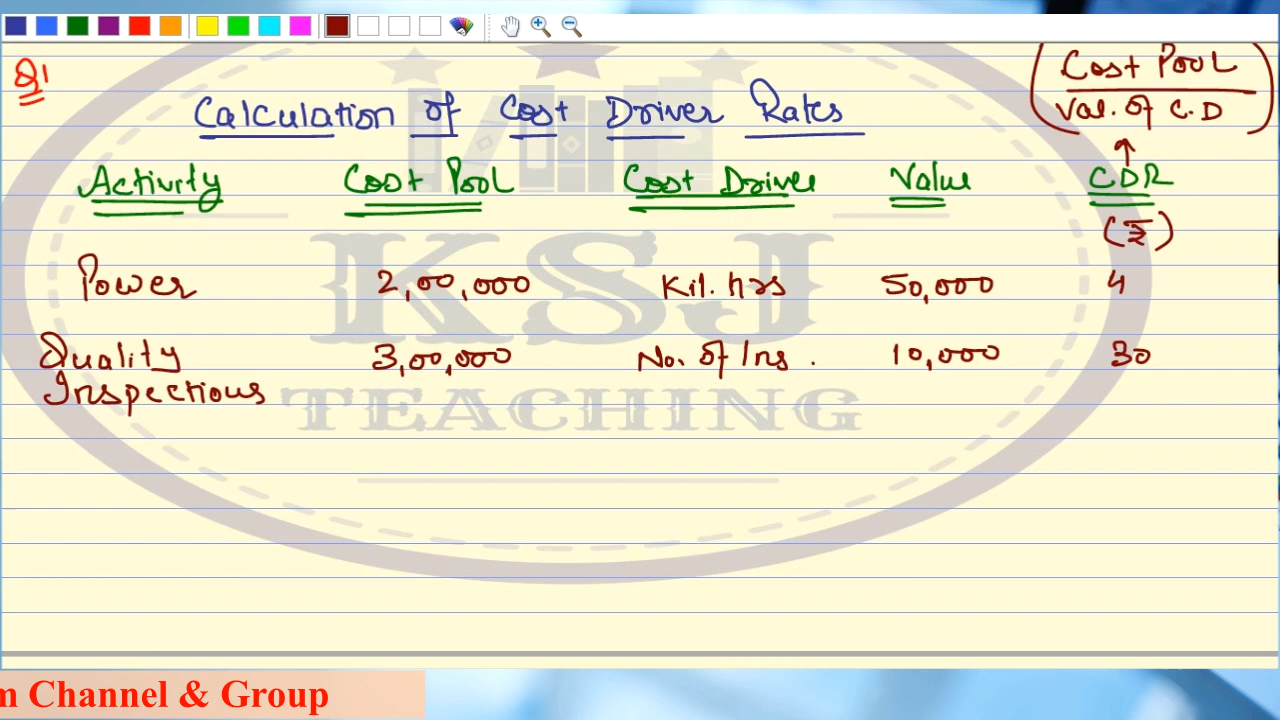 Q1
Cost Pool
Val. of C.D
Calculation of Cost Driver Rates
Activity Cost Pool Cost Driver Value CDR
(₹)
Power 2,00,000 Kil. hrs 50,000 4
Quality 3,00,000 No. of Ins. 10,000 30
Inspections
KSJ
TEACHING
m Channel & Group